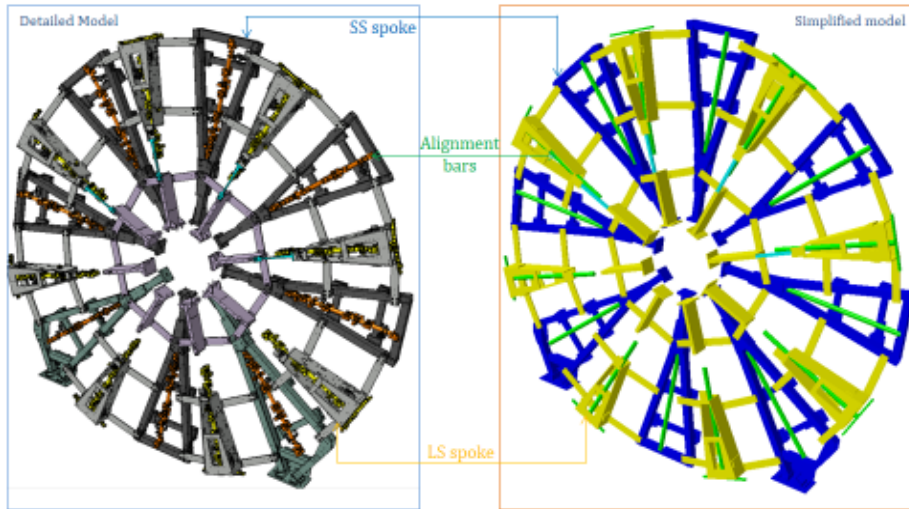 Detailed Model
SS spoke
Simplified model
Alignment
bars
LS spoke